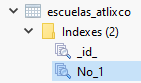 escuelas_atlixco
Indexes (2)
_id_
No_1